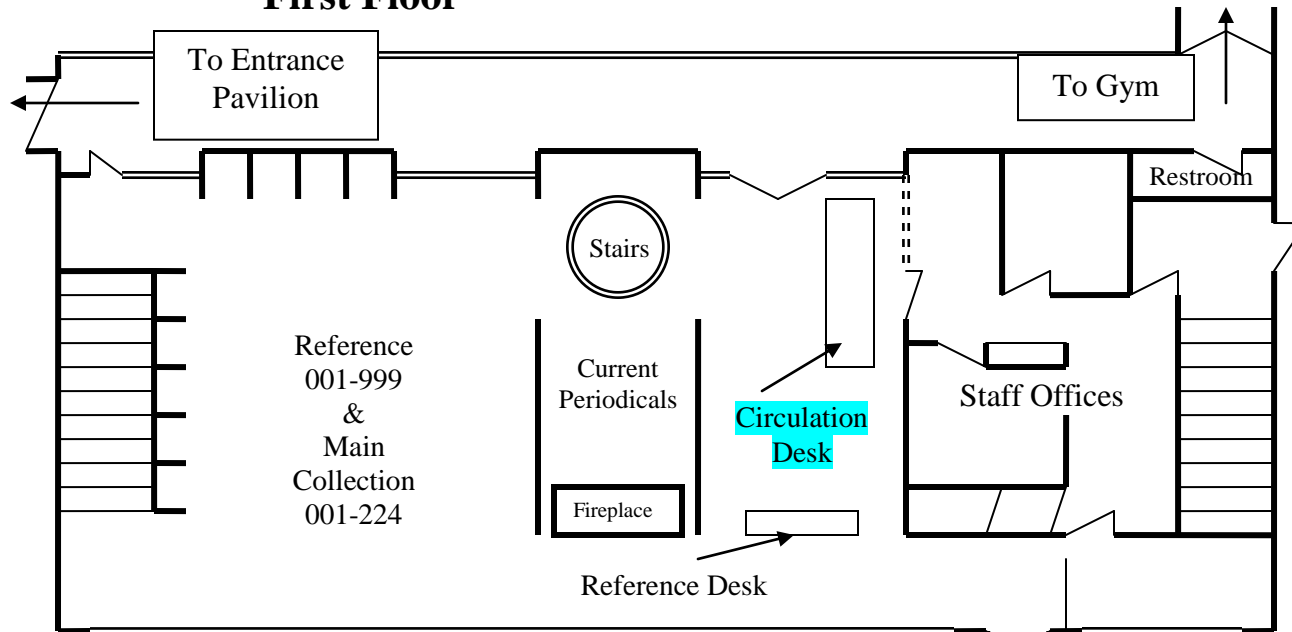 First Floor
To Entrance
Pavilion
To Gym
Restroom
Stairs
Reference
001-999
&
Main
Collection
001-224
Current
Periodicals
Circulation
Desk
Staff Offices
Fireplace
Reference Desk